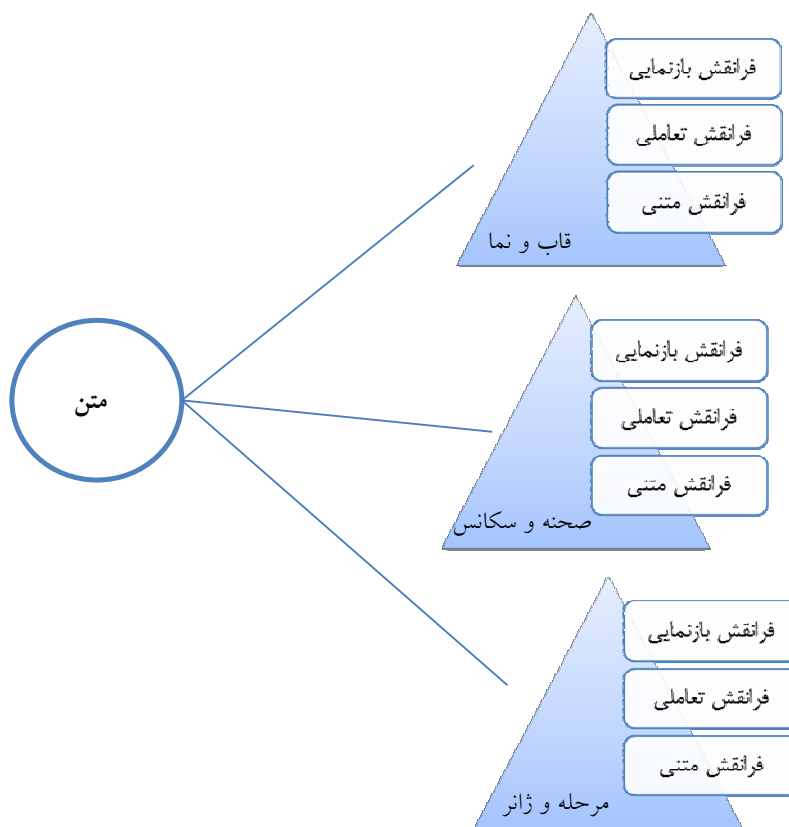 فرانقش بازنمایی
فرانقش تعاملی
فرانقش متنی
قاب و نما
فرانقش بازنمایی
فرانقش تعاملی
فرانقش متنی
صحنه و سکانس
متن
فرانقش بازنمایی
فرانقش تعاملی
فرانقش متنی
مرحله و ژانر